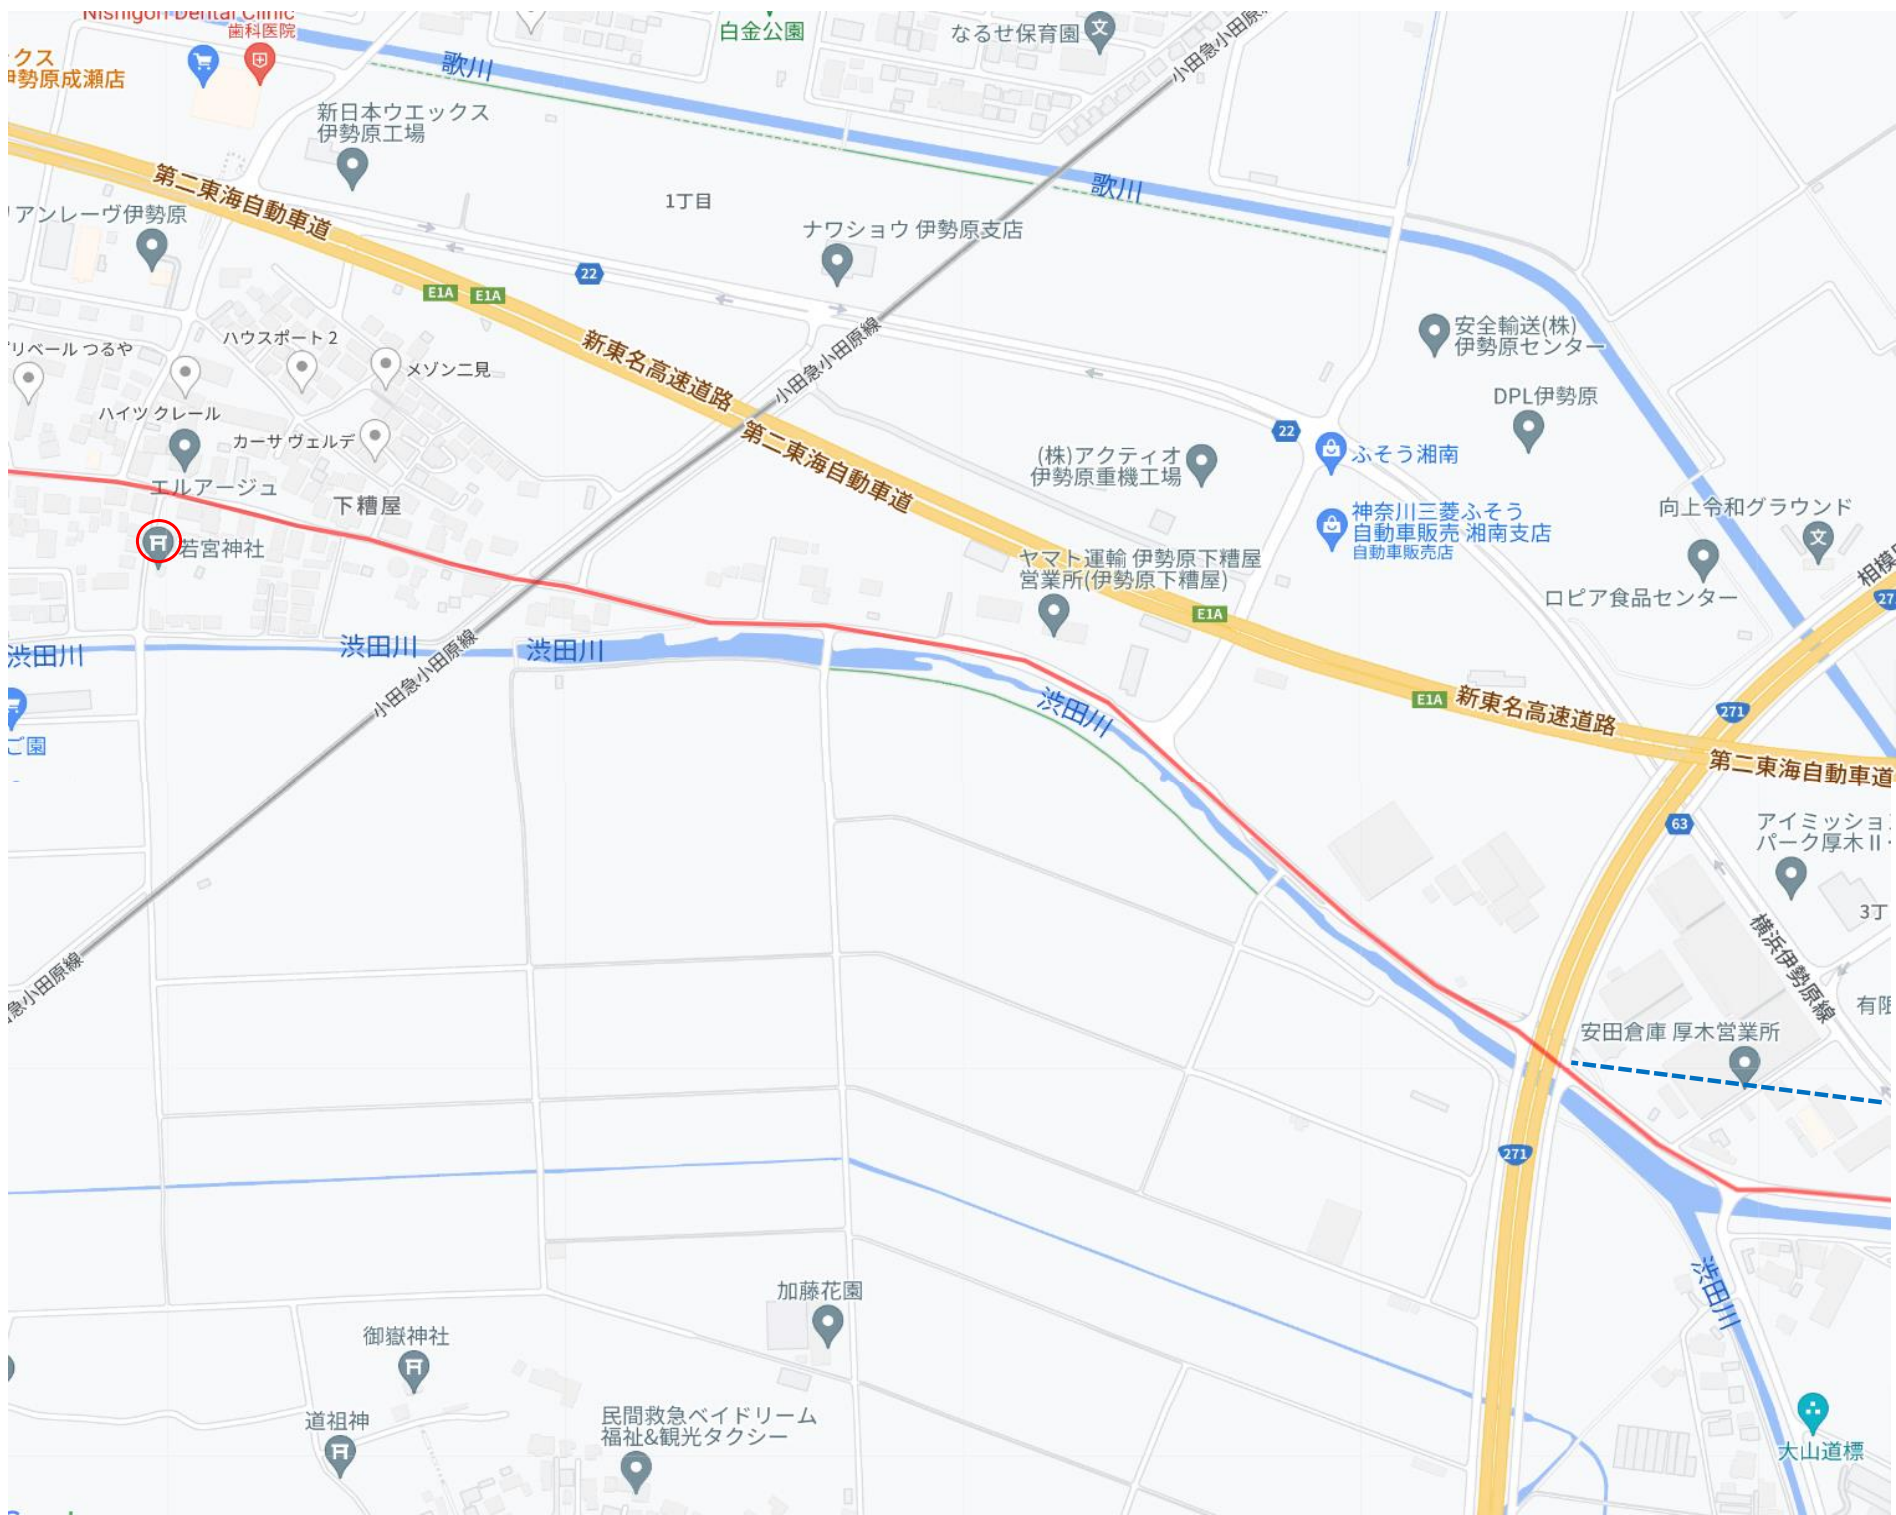 Nishigori Dental Clinic
歯科医院
クス
伊勢原成瀬店
歌川
白金公園
なるせ保育園
文
小田急小田原線
新日本ウエックス
伊勢原工場
第二東海自動車道
1丁目
歌川
リアンレーヴ伊勢原
ナワショウ 伊勢原支店
22
E1A
E1A
安全輸送(株)
伊勢原センター
ハウスポート2
リベール つるや
メゾン二見
新東名高速道路
小田急小田原線
DPL伊勢原
ハイツ クレール
カーサ ヴェルデ
第二東海自動車道
22
ふそう湘南
(株)アクティオ
伊勢原重機工場
エルアージュ
下糟屋
神奈川三菱ふそう
自動車販売 湘南支店
自動車販売店
向上令和グラウンド
文
若宮神社
ヤマト運輸 伊勢原下糟屋
営業所(伊勢原下糟屋)
E1A
ロピア食品センター
相模
27
渋田川
渋田川
渋田川
小田急小田原線
渋田川
E1A
新東名高速道路
271
ご園
第二東海自動車道
63
アイミッショ
パーク厚木Ⅱ
3丁
横浜伊勢原線
急小田原線
有限
安田倉庫 厚木営業所
271
渋田川
加藤花園
御嶽神社
道祖神
民間救急ベイドリーム
福祉&観光タクシー
大山道標